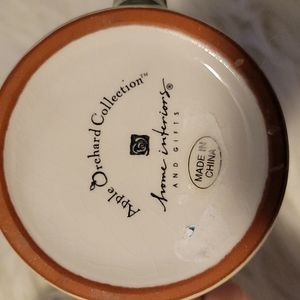 Apple Orchard Collection™
home interiors®
AND GIFTS
MADE IN
CHINA